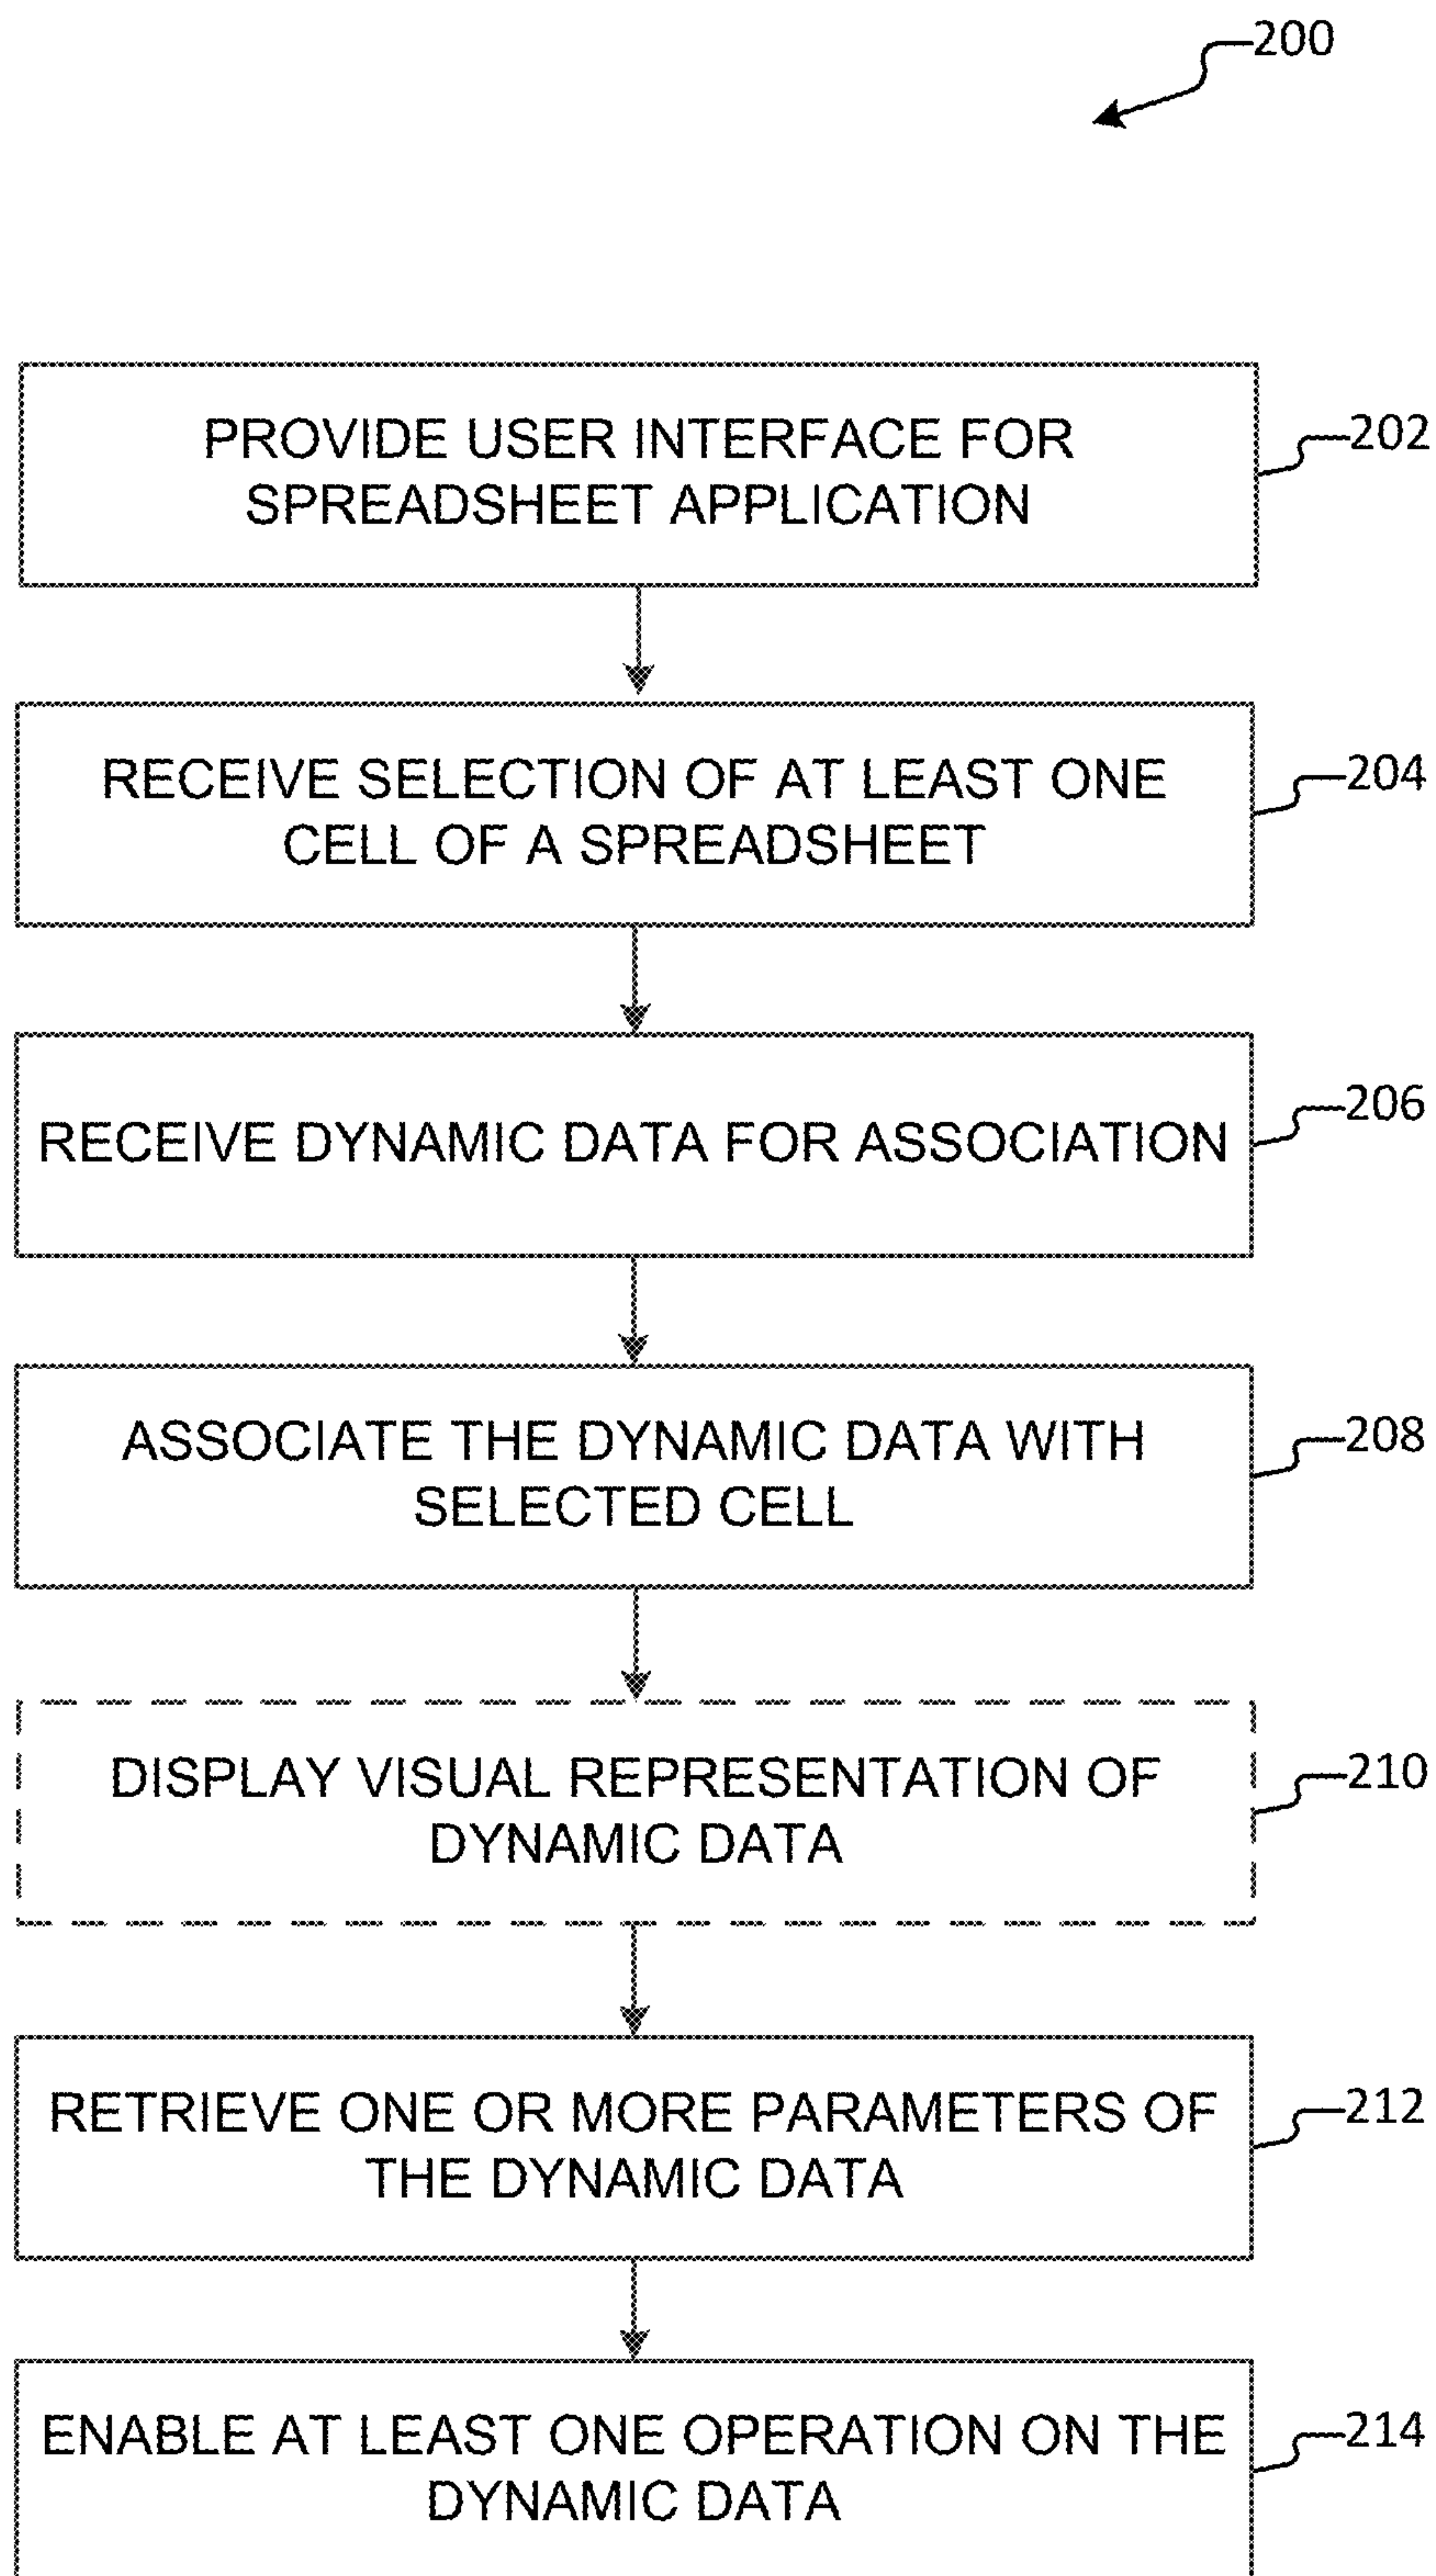 200
PROVIDE USER INTERFACE FOR
SPREADSHEET APPLICATION
202
RECEIVE SELECTION OF AT LEAST ONE
CELL OF A SPREADSHEET
204
RECEIVE DYNAMIC DATA FOR ASSOCIATION
206
ASSOCIATE THE DYNAMIC DATA WITH
SELECTED CELL
208
DISPLAY VISUAL REPRESENTATION OF
DYNAMIC DATA
210
RETRIEVE ONE OR MORE PARAMETERS OF
THE DYNAMIC DATA
212
ENABLE AT LEAST ONE OPERATION ON THE
DYNAMIC DATA
214